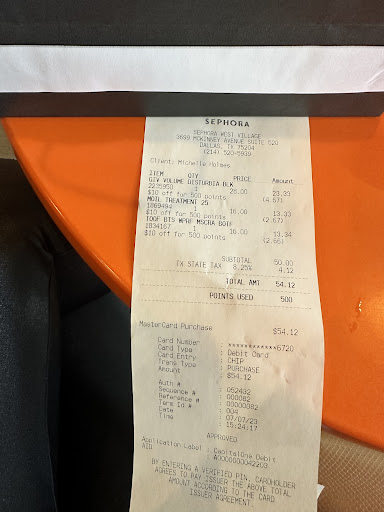 SEPHORA
SEPHORA WEST VILLAGE
3699 MCKINNEY AVENUE SUITE 520
DALLAS, TX 75204
(214) 520-5939
Client: Michelle Holmes
ITEM QTY PRICE Amount
GIV VOLUME DISTURBIA BLK
2235950 1 28.00 23.33
$10 off for 500 points (4.67)
MOIL TREATMENT 25
1869494 1 16.00 13.33
$10 off for 500 points (2.67)
TOOF BTS WPRF MSCRA BOTF
1834167 1 16.00 13.34
$10 off for 500 points (2.66)
SUBTOTAL 50.00
TX STATE TAX 8.25% 4.12
TOTAL AMT 54.12
POINTS USED 500
MasterCard Purchase $54.12
Card Number : ************6720
Card Type : Debit Card
Card Entry : CHIP
Trans Type : PURCHASE
Amount : $54.12
Auth # : 052432
Sequence # : 000082
Reference # : 00000082
Term Id # : 004
Date : 07/07/23
Time : 15:24:17
APPROVED
Application Label : CapitalOne Debit
AID : A0000000042203
BY ENTERING A VERIFIED PIN, CARDHOLDER
AGREES TO PAY ISSUER THE ABOVE TOTAL
AMOUNT ACCORDING TO THE CARD
ISSUER AGREEMENT